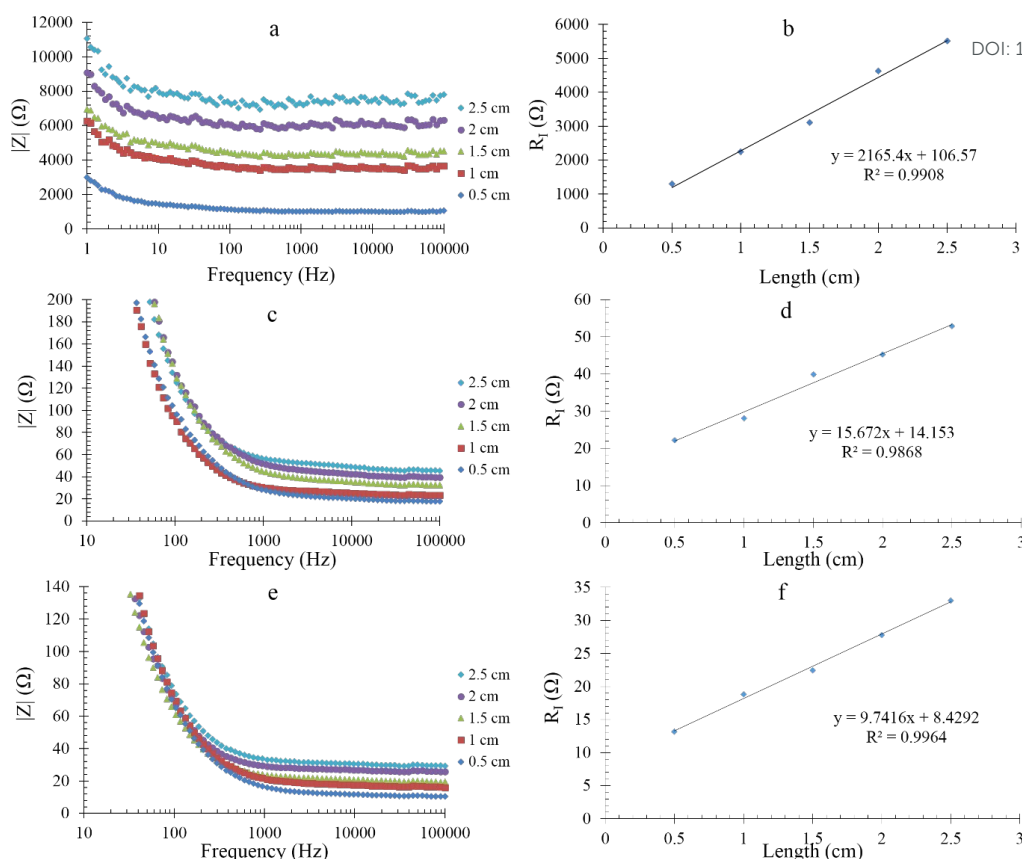 a
12000
10000
8000
6000
4000
2000
0
|Z| (Ω)
1 10 100 1000 10000 100000
Frequency (Hz)
2.5 cm
2 cm
1.5 cm
1 cm
0.5 cm
b
DOI: 1
6000
5000
4000
3000
2000
1000
0
R_I (Ω)
y = 2165.4x + 106.57
R² = 0.9908
0 0.5 1 1.5 2 2.5 3
Length (cm)
c
200
180
160
140
120
100
80
60
40
20
0
|Z| (Ω)
10 100 1000 10000 100000
Frequency (Hz)
2.5 cm
2 cm
1.5 cm
1 cm
0.5 cm
d
60
50
40
30
20
10
0
R_I (Ω)
y = 15.672x + 14.153
R² = 0.9868
0 0.5 1 1.5 2 2.5 3
Length (cm)
e
140
120
100
80
60
40
20
0
|Z| (Ω)
10 100 1000 10000 100000
Frequency (Hz)
2.5 cm
2 cm
1.5 cm
1 cm
0.5 cm
f
35
30
25
20
15
10
5
0
R_I (Ω)
y = 9.7416x + 8.4292
R² = 0.9964
0 0.5 1 1.5 2 2.5 3
Length (cm)